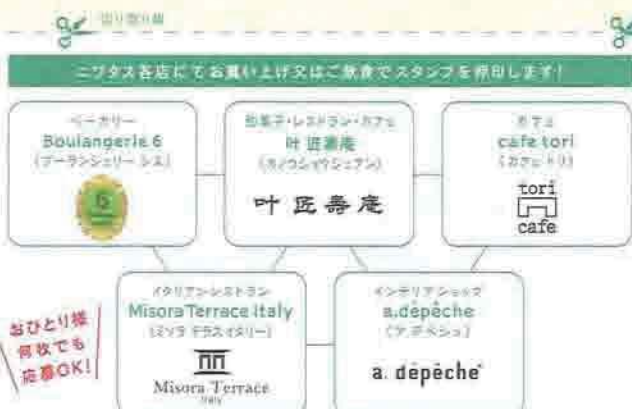 切り取り線
ニブタス各店にてお買い上げ又はご飲食でスタンプを押印します!
ベーカリー
Boulangerie 6
(ブーランジェリー シス)
6
和菓子・レストラン・カフェ
叶 匠壽庵
(カノウショウジュアン)
叶 匠 壽 庵
カフェ
cafe tori
(カフェ トリ)
tori
cafe
イタリアンレストラン
Misora Terrace Italy
(ミソラ テラスイタリー)
Misora Terrace
ITALY
インテリアショップ
a.dépêche
(ア デペシュ)
a. dépêche
おひとり様
何枚でも
応募OK!